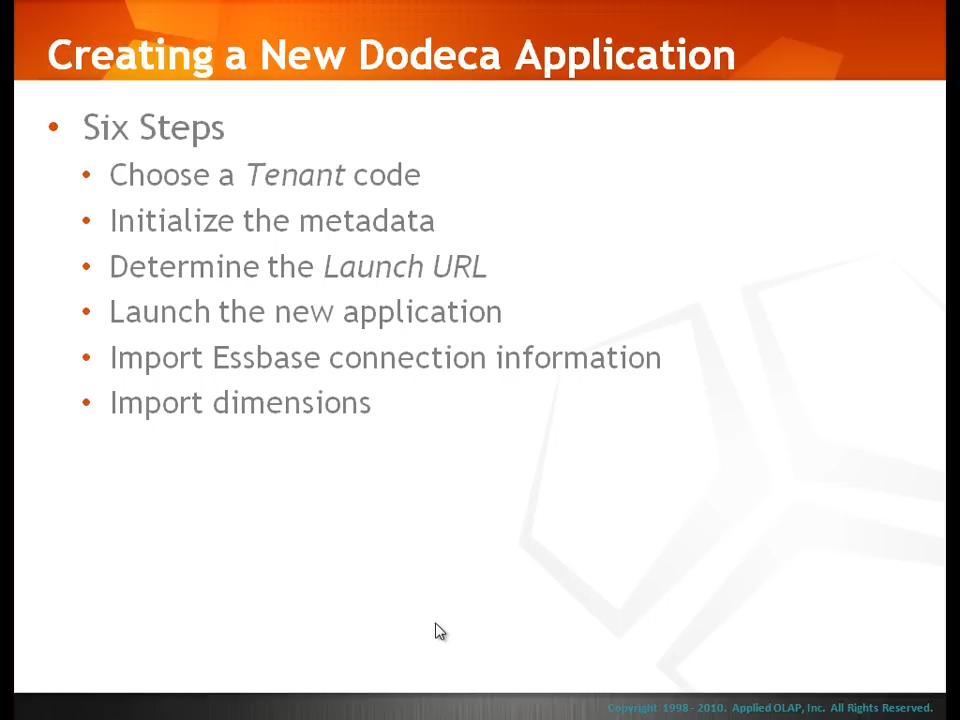 Creating a New Dodeca Application
• Six Steps
• Choose a Tenant code
• Initialize the metadata
• Determine the Launch URL
• Launch the new application
• Import Essbase connection information
• Import dimensions
Copyright 1998 - 2010. Applied OLAP, Inc. All Rights Reserved.